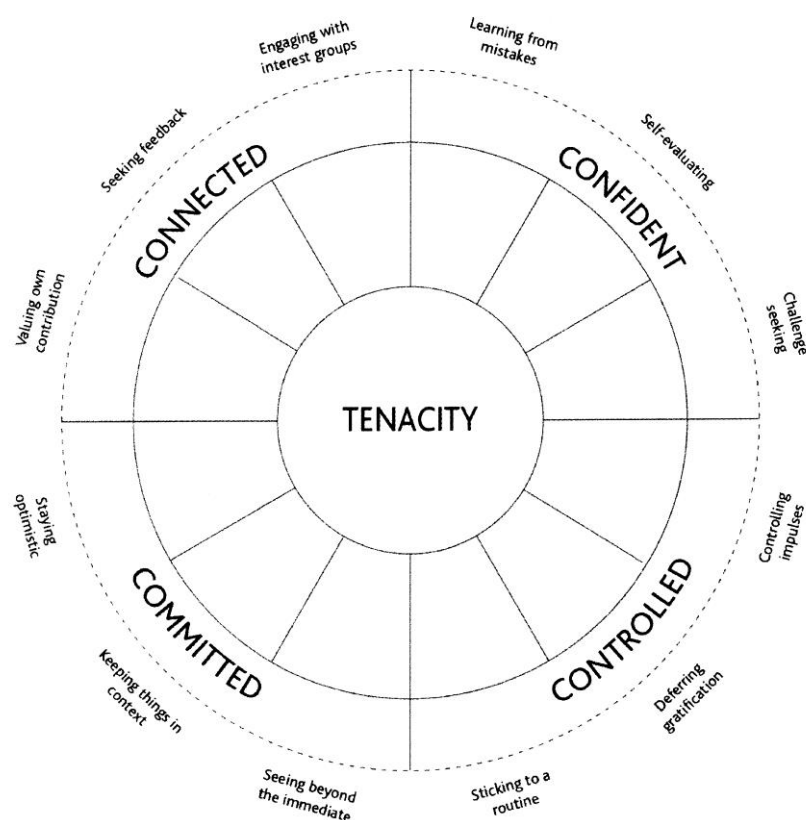 Engaging with
interest groups
Learning from
mistakes
Seeking feedback
Self-evaluating
CONNECTED
CONFIDENT
Valuing own
contribution
Challenge
seeking
TENACITY
Staying
optimistic
Controlling
impulses
COMMITTED
CONTROLLED
Keeping things in
context
Deferring
gratification
Seeing beyond
the immediate
Sticking to a
routine